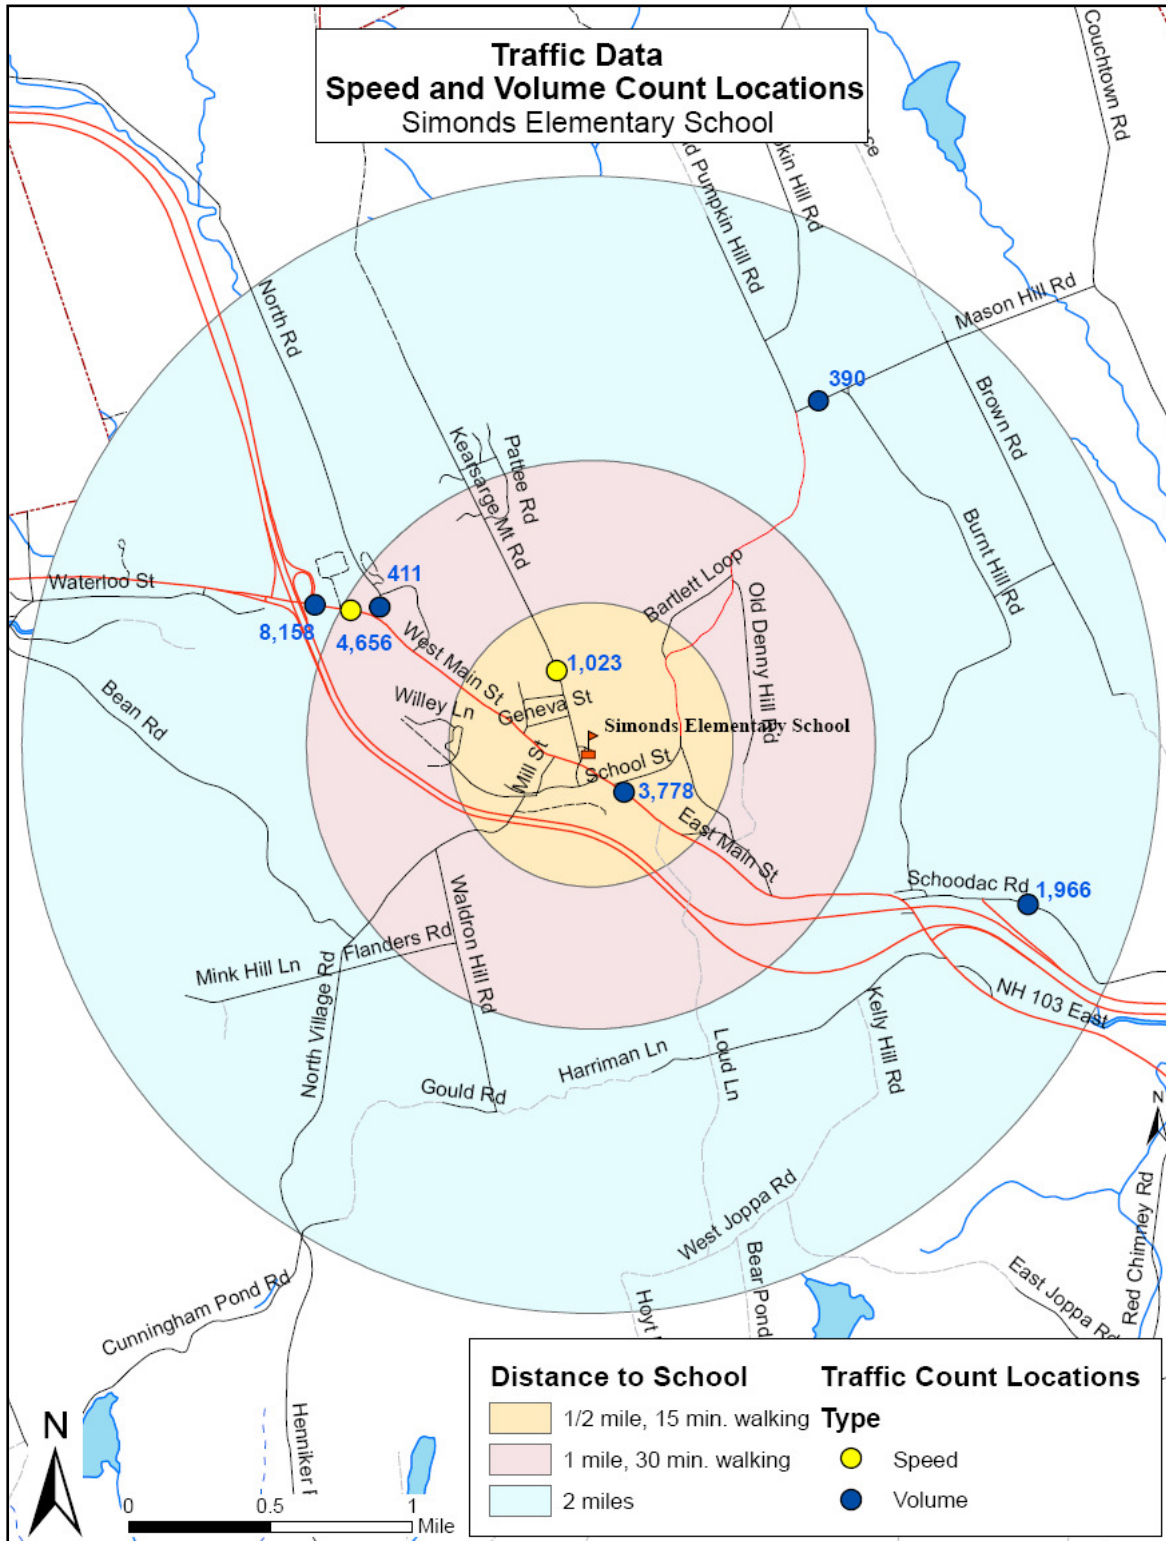 Traffic Data
Speed and Volume Count Locations
Simonds Elementary School
Couchtown Rd
Pumpkin Hill Rd
Hill Rd
North Rd
Mason Hill Rd
390
Brown Rd
Kearsarge Mt Rd
Pattee Rd
Burnt Hill Rd
Waterloo St
411
Bartlett Loop
Old Denny Hill Rd
8,158
4,656
West Main St
1,023
Bean Rd
Willey Ln
Geneva St
Simonds Elementary School
Mill St
School St
3,778
East Main St
Schoodac Rd
1,966
Waldron Hill Rd
Flanders Rd
Mink Hill Ln
North Village Rd
NH 103 East
Kelly Hill Rd
Harriman Ln
Loud Ln
Gould Rd
N
West Joppa Rd
Bear Pond
Hoyt
East Joppa Rd
Red Chimney Rd
Cunningham Pond Rd
Henniker
Distance to School
1/2 mile, 15 min. walking
1 mile, 30 min. walking
2 miles
Traffic Count Locations
Type
Speed
Volume
N
0 0.5 1
Mile